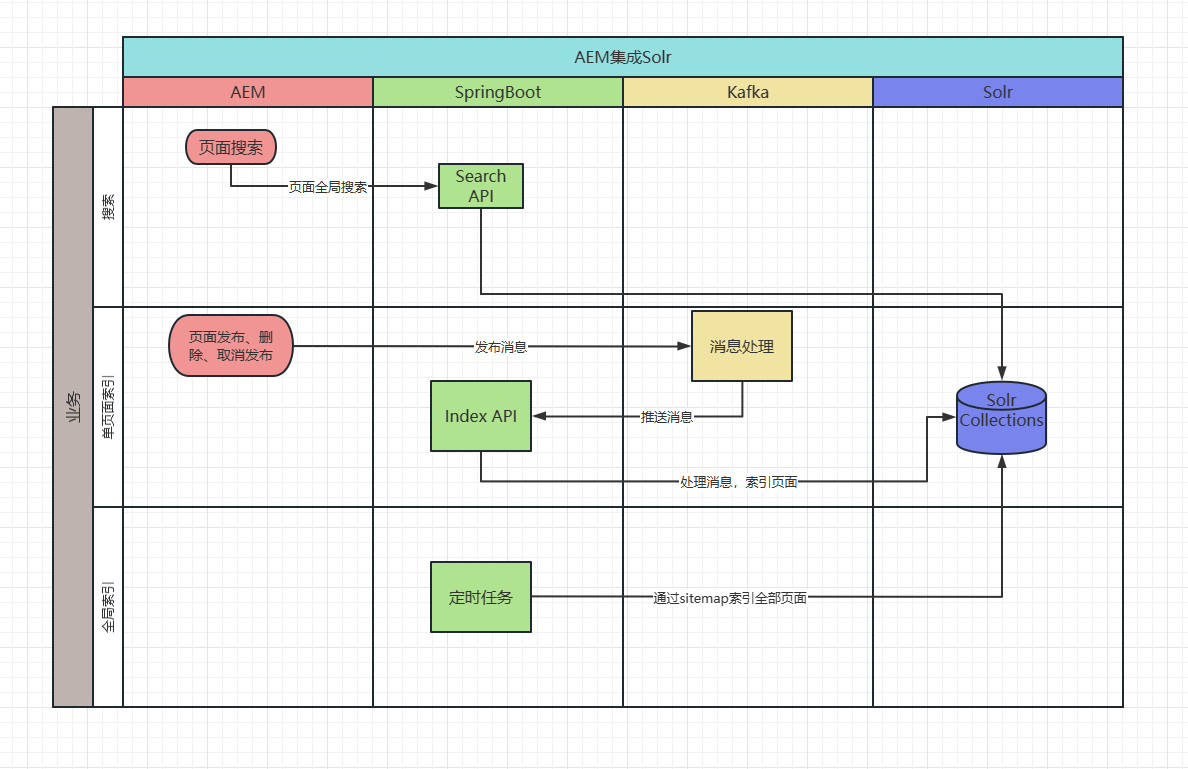 AEM集成Solr
AEM
SpringBoot
Kafka
Solr
业务
搜索
页面搜索
页面全局搜索
Search
API
单页面索引
页面发布、删
除、取消发布
发布消息
消息处理
推送消息
Index API
Solr
Collections
处理消息，索引页面
全局索引
定时任务
通过sitemap索引全部页面